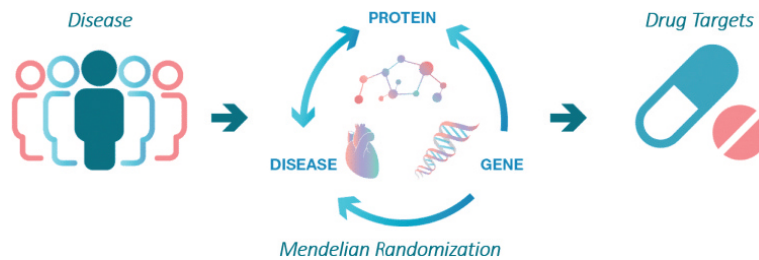 Disease
PROTEIN
Drug Targets
DISEASE
GENE
Mendelian Randomization